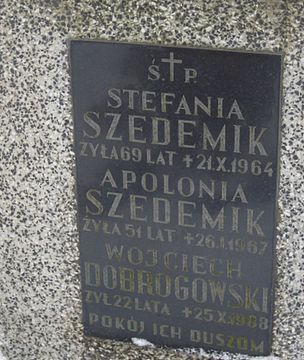 Ś.†P.
STEFANIA
SZEDEMIK
ŻYŁA 69 LAT +21.X.1964
APOLONIA
SZEDEMIK
ŻYŁA 51 LAT +26.I.1967
WOJCIECH
DOBROGOWSKI
ŻYŁ 22 LATA +25.X.1988
POKÓJ ICH DUSZOM